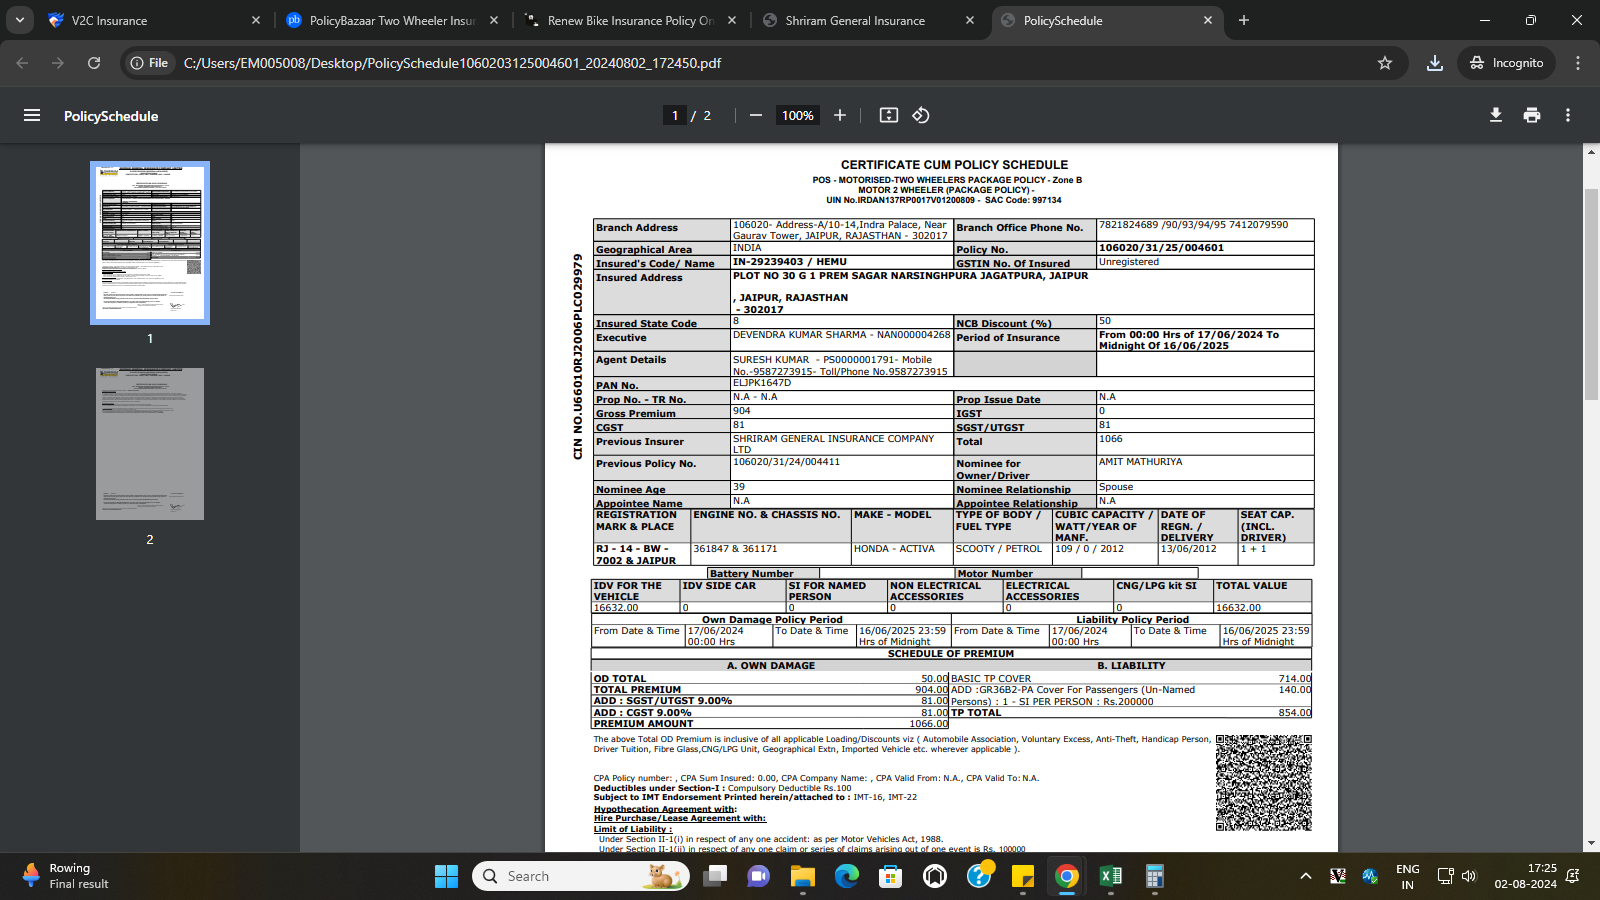 V2C Insurance
PolicyBazaar Two Wheeler Insur
Renew Bike Insurance Policy On
Shriram General Insurance
PolicySchedule
File
C:/Users/EM005008/Desktop/PolicySchedule1060203125004601_20240802_172450.pdf
Incognito
PolicySchedule
1 / 2
100%
1
2
CERTIFICATE CUM POLICY SCHEDULE
POS - MOTORISED-TWO WHEELERS PACKAGE POLICY - Zone B
MOTOR 2 WHEELER (PACKAGE POLICY) -
UIN No.IRDAN137RP0017V01200809 - SAC Code: 997134
CIN NO.U66010RJ2006PLC029979
Branch Address
106020- Address-A/10-14,Indra Palace, Near
Gaurav Tower, JAIPUR, RAJASTHAN - 302017
Branch Office Phone No.
7821824689 /90/93/94/95 7412079590
Geographical Area
INDIA
Policy No.
106020/31/25/004601
Insured's Code/ Name
IN-29239403 / HEMU
GSTIN No. Of Insured
Unregistered
Insured Address
PLOT NO 30 G 1 PREM SAGAR NARSINGHPURA JAGATPURA, JAIPUR
, JAIPUR, RAJASTHAN
- 302017
Insured State Code
8
NCB Discount (%)
50
Executive
DEVENDRA KUMAR SHARMA - NAN000004268
Period of Insurance
From 00:00 Hrs of 17/06/2024 To
Midnight Of 16/06/2025
Agent Details
SURESH KUMAR - PS0000001791- Mobile
No.-9587273915- Toll/Phone No.9587273915
PAN No.
ELJPK1647D
Prop No. - TR No.
N.A - N.A
Prop Issue Date
N.A
Gross Premium
904
IGST
0
CGST
81
SGST/UTGST
81
Previous Insurer
SHRIRAM GENERAL INSURANCE COMPANY
LTD
Total
1066
Previous Policy No.
106020/31/24/004411
Nominee for
Owner/Driver
AMIT MATHURIYA
Nominee Age
39
Nominee Relationship
Spouse
Appointee Name
N.A
Appointee Relationship
N.A
REGISTRATION
MARK & PLACE
ENGINE NO. & CHASSIS NO.
MAKE - MODEL
TYPE OF BODY /
FUEL TYPE
CUBIC CAPACITY /
WATT/YEAR OF
MANF.
DATE OF
REGN. /
DELIVERY
SEAT CAP.
(INCL.
DRIVER)
RJ - 14 - BW -
7002 & JAIPUR
361847 & 361171
HONDA - ACTIVA
SCOOTY / PETROL
109 / 0 / 2012
13/06/2012
1 + 1
Battery Number
Motor Number
IDV FOR THE
VEHICLE
IDV SIDE CAR
SI FOR NAMED
PERSON
NON ELECTRICAL
ACCESSORIES
ELECTRICAL
ACCESSORIES
CNG/LPG kit SI
TOTAL VALUE
16632.00
0
0
0
0
0
16632.00
Own Damage Policy Period
Liability Policy Period
From Date & Time
17/06/2024
00:00 Hrs
To Date & Time
16/06/2025 23:59
Hrs of Midnight
From Date & Time
17/06/2024
00:00 Hrs
To Date & Time
16/06/2025 23:59
Hrs of Midnight
SCHEDULE OF PREMIUM
A. OWN DAMAGE
B. LIABILITY
OD TOTAL 50.00
BASIC TP COVER 714.00
TOTAL PREMIUM 904.00
ADD :GR36B2-PA Cover For Passengers (Un-Named 140.00
Persons) : 1 - SI PER PERSON : Rs.200000
ADD : SGST/UTGST 9.00% 81.00
ADD : CGST 9.00% 81.00
TP TOTAL 854.00
PREMIUM AMOUNT 1066.00
The above Total OD Premium is inclusive of all applicable Loading/Discounts viz ( Automobile Association, Voluntary Excess, Anti-Theft, Handicap Person,
Driver Tuition, Fibre Glass,CNG/LPG Unit, Geographical Extn, Imported Vehicle etc. wherever applicable ).
CPA Policy number: , CPA Sum Insured: 0.00, CPA Company Name: , CPA Valid From: N.A., CPA Valid To: N.A.
Deductibles under Section-I : Compulsory Deductible Rs.100
Subject to IMT Endorsement Printed herein/attached to : IMT-16, IMT-22
Hypothecation Agreement with:
Hire Purchase/Lease Agreement with:
Limit of Liability :
Under Section II-1(i) in respect of any one accident: as per Motor Vehicles Act, 1988.
Under Section II-1(ii) in respect of any one claim or series of claims arising out of one event is Rs. 100000
Rowing
Final result
Search
ENG
IN
17:25
02-08-2024